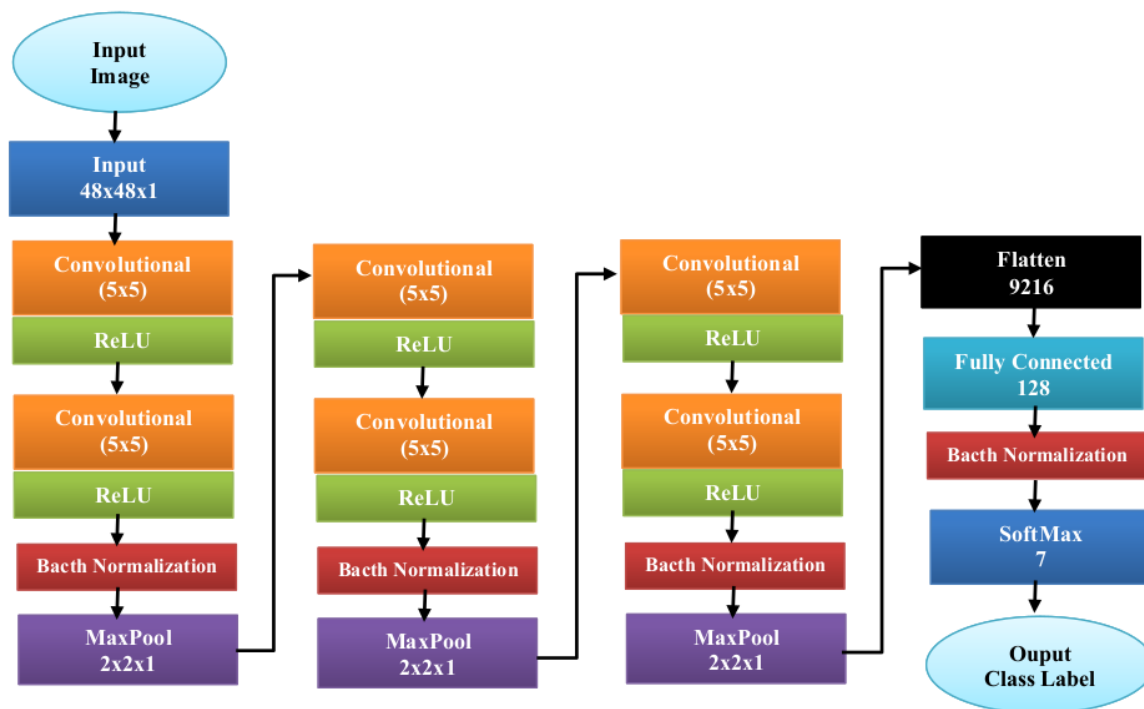 Input
Image
Input
48x48x1
Convolutional
(5x5)
ReLU
Convolutional
(5x5)
ReLU
Bacth Normalization
MaxPool
2x2x1
Convolutional
(5x5)
ReLU
Convolutional
(5x5)
ReLU
Bacth Normalization
MaxPool
2x2x1
Convolutional
(5x5)
ReLU
Convolutional
(5x5)
ReLU
Bacth Normalization
MaxPool
2x2x1
Flatten
9216
Fully Connected
128
Bacth Normalization
SoftMax
7
Ouput
Class Label